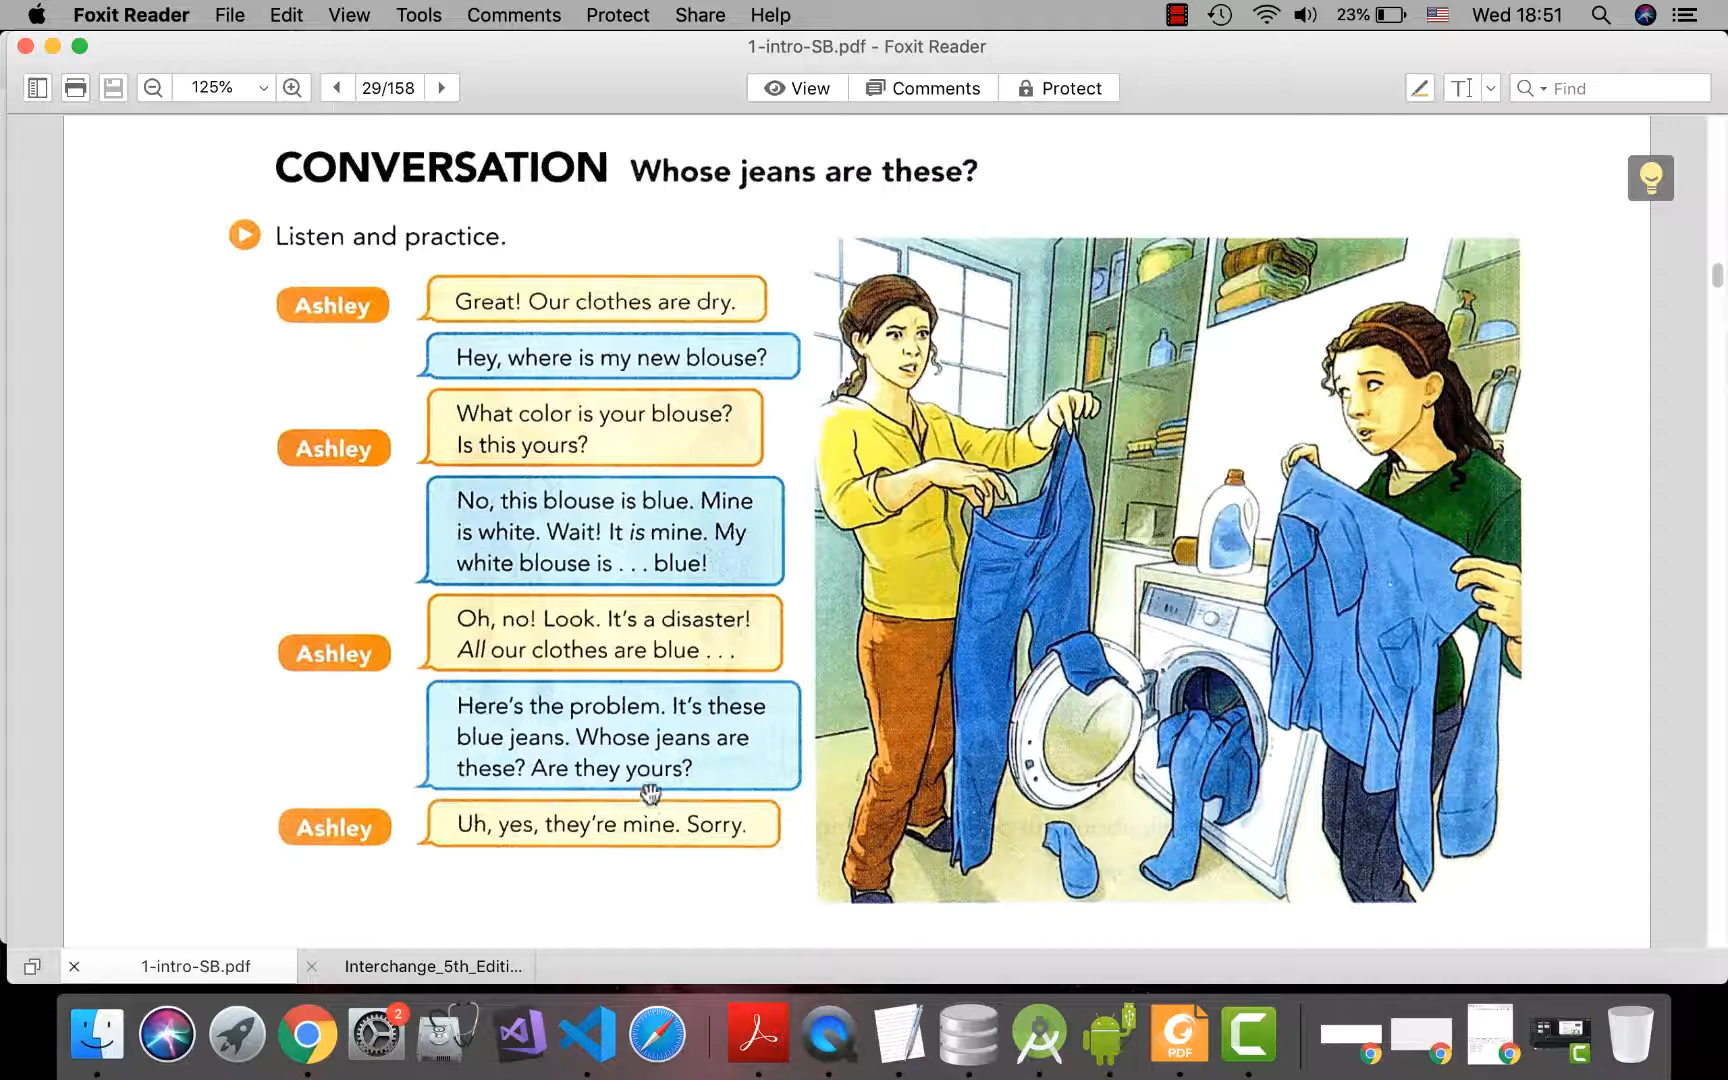 Foxit Reader File Edit View Tools Comments Protect Share Help 23% Wed 18:51
1-intro-SB.pdf - Foxit Reader
125% 29/158 View Comments Protect T Find
CONVERSATION Whose jeans are these?
Listen and practice.
Ashley Great! Our clothes are dry.
Hey, where is my new blouse?
Ashley What color is your blouse?
Is this yours?
No, this blouse is blue. Mine
is white. Wait! It is mine. My
white blouse is . . . blue!
Ashley Oh, no! Look. It's a disaster!
All our clothes are blue . . .
Here's the problem. It's these
blue jeans. Whose jeans are
these? Are they yours?
Ashley Uh, yes, they're mine. Sorry.
1-intro-SB.pdf Interchange_5th_Editi...
2
PDF